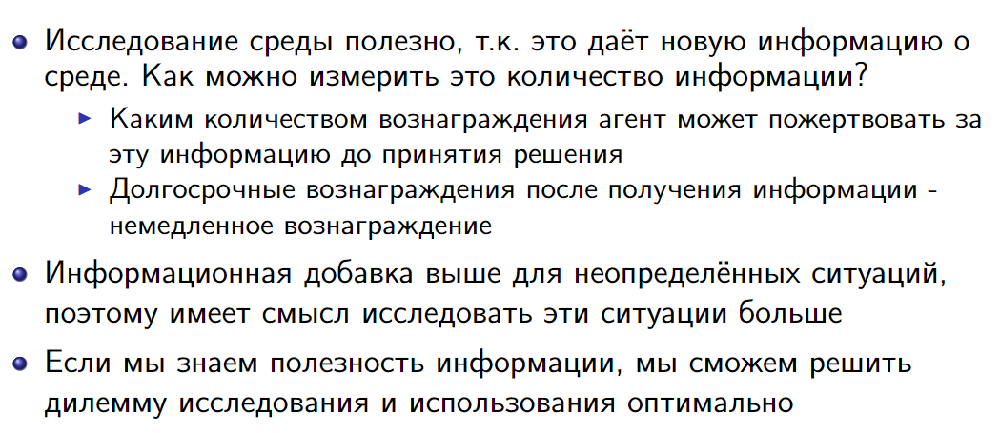 Исследование среды полезно, т.к. это даёт новую информацию о
среде. Как можно измерить это количество информации?
Каким количеством вознаграждения агент может пожертвовать за
эту информацию до принятия решения
Долгосрочные вознаграждения после получения информации -
немедленное вознаграждение
Информационная добавка выше для неопределённых ситуаций,
поэтому имеет смысл исследовать эти ситуации больше
Если мы знаем полезность информации, мы сможем решить
дилемму исследования и использования оптимально